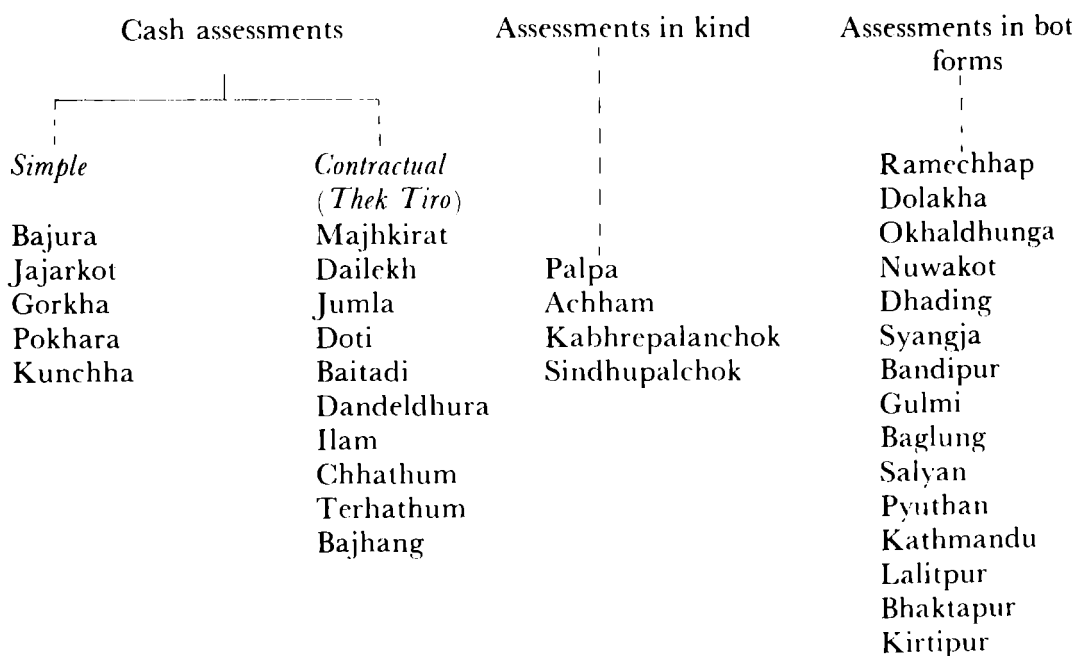 Cash assessments
Simple
Bajura
Jajarkot
Gorkha
Pokhara
Kunchha
Contractual
(Thek Tiro)
Majhkirat
Dailekh
Jumla
Doti
Baitadi
Dandeldhura
Ilam
Chhathum
Terhathum
Bajhang
Assessments in kind
Palpa
Achham
Kabhrepalanchok
Sindhupalchok
Assessments in bot
forms
Ramechhap
Dolakha
Okhaldhunga
Nuwakot
Dhading
Syangja
Bandipur
Gulmi
Baglung
Salyan
Pyuthan
Kathmandu
Lalitpur
Bhaktapur
Kirtipur